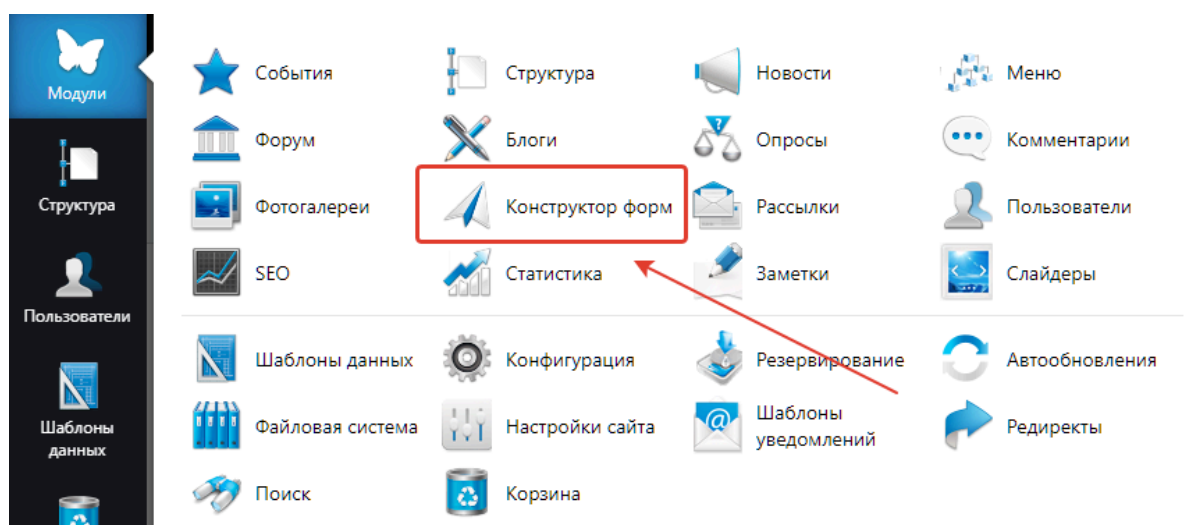 Модули
Структура
Пользователи
Шаблоны
данных
События
Структура
Новости
Меню
Форум
Блоги
Опросы
Комментарии
Фотогалереи
Конструктор форм
Рассылки
Пользователи
SEO
Статистика
Заметки
Слайдеры
Шаблоны данных
Конфигурация
Резервирование
Автообновления
Файловая система
Настройки сайта
Шаблоны
уведомлений
Редиректы
Поиск
Корзина